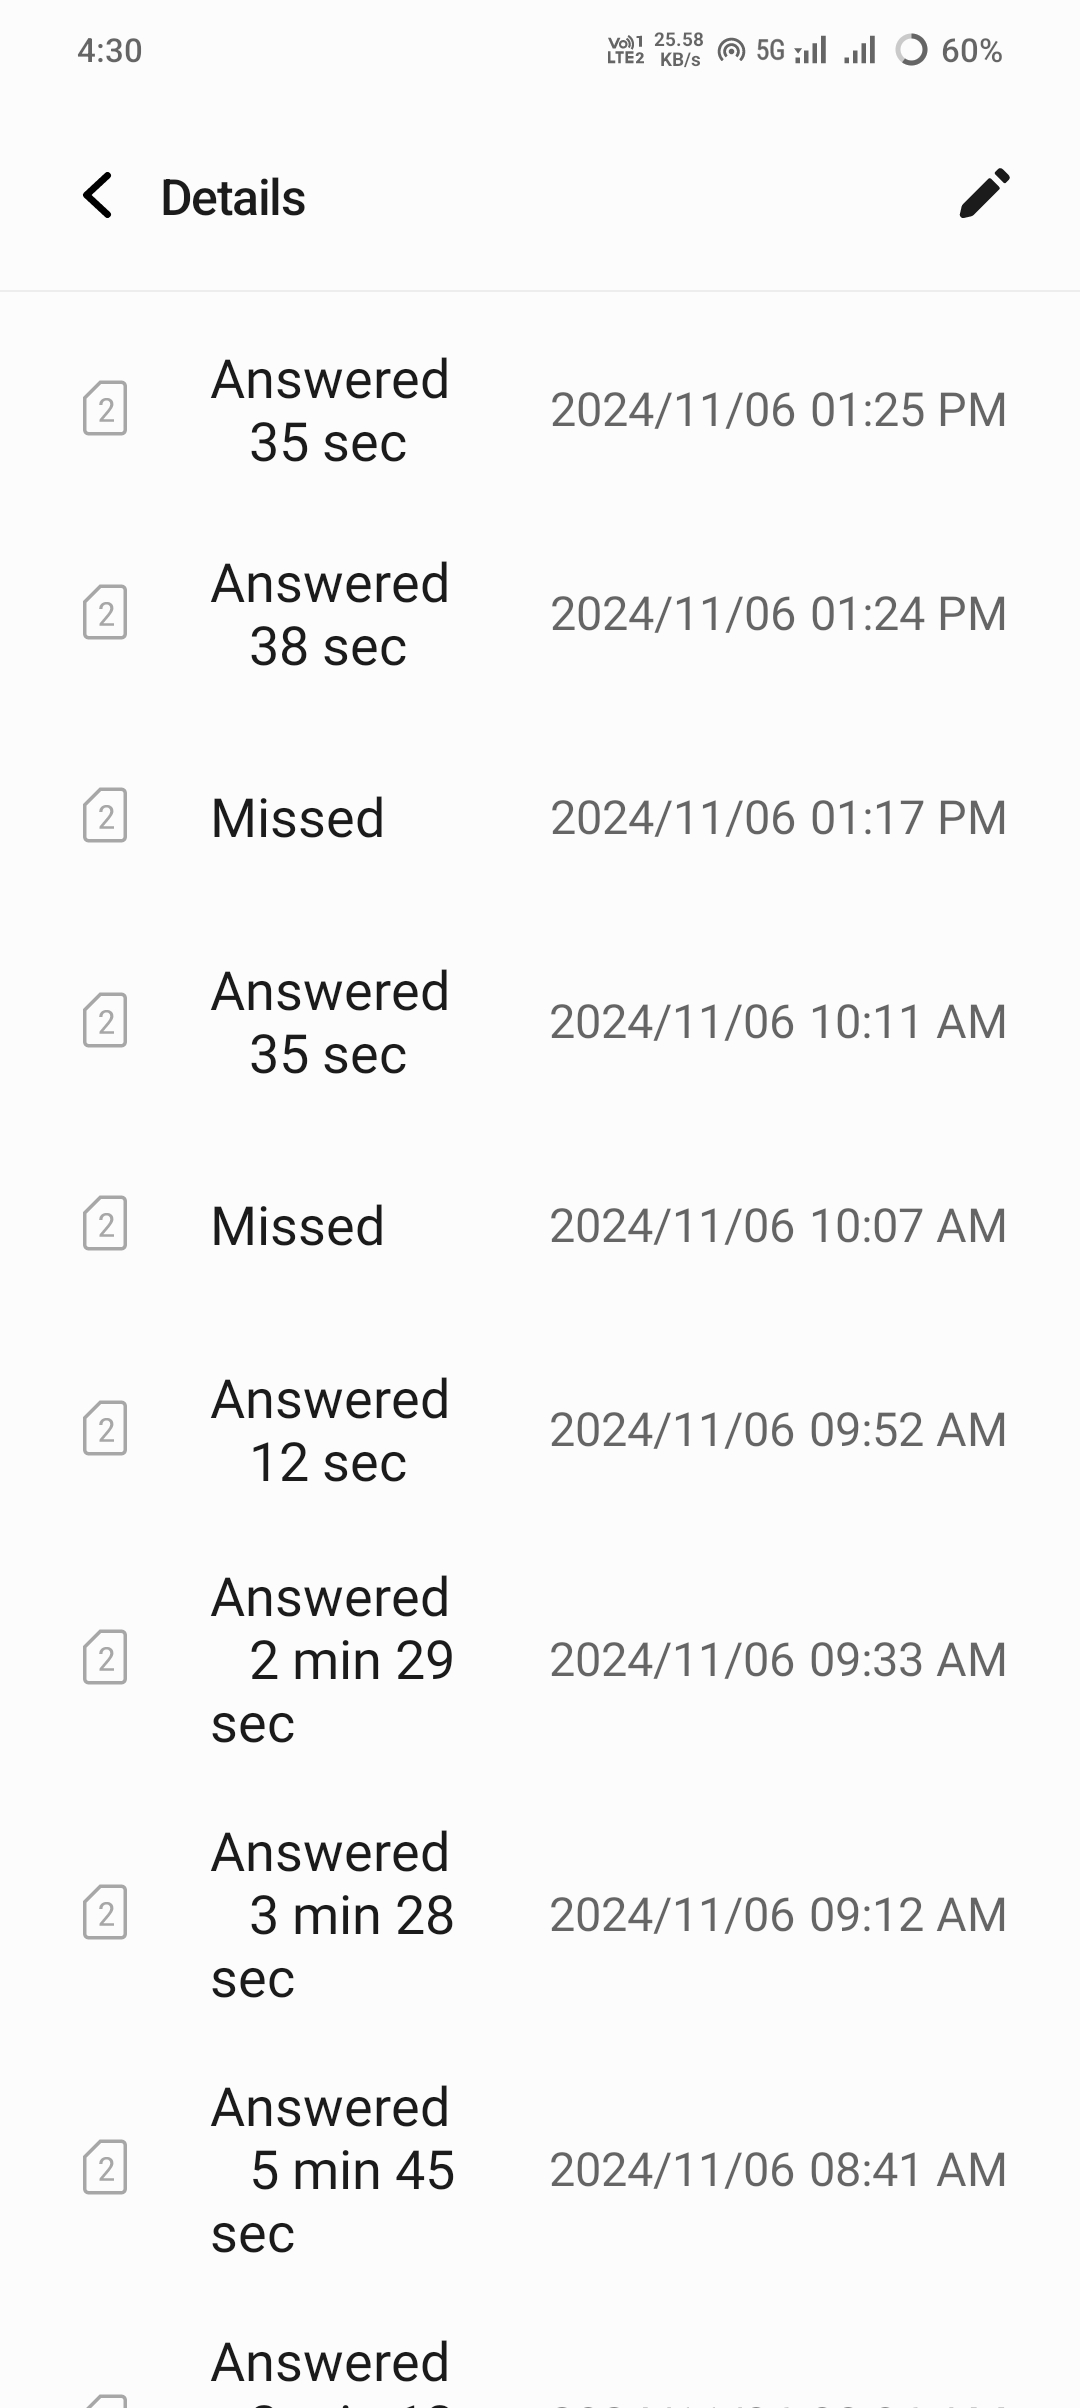 4:30 Vo))1 LTE2 25.58 KB/s 5G 60%
Details
2 Answered 2024/11/06 01:25 PM
35 sec
2 Answered 2024/11/06 01:24 PM
38 sec
2 Missed 2024/11/06 01:17 PM
2 Answered 2024/11/06 10:11 AM
35 sec
2 Missed 2024/11/06 10:07 AM
2 Answered 2024/11/06 09:52 AM
12 sec
Answered
2 2 min 29 2024/11/06 09:33 AM
sec
Answered
2 3 min 28 2024/11/06 09:12 AM
sec
Answered
2 5 min 45 2024/11/06 08:41 AM
sec
Answered